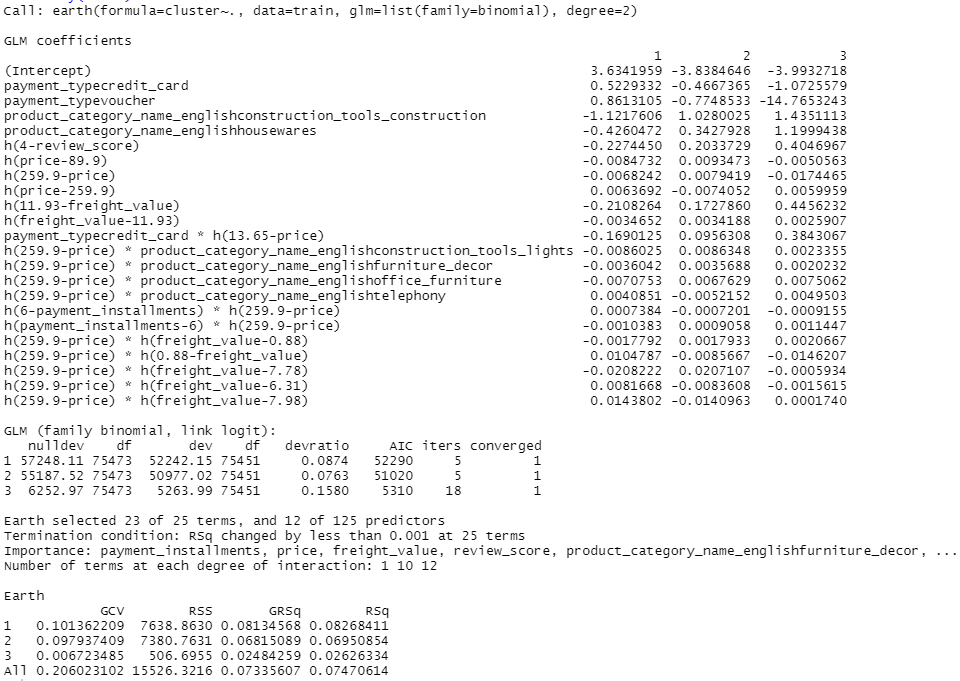 Call: earth(formula=cluster~., data=train, glm=list(family=binomial), degree=2)
GLM coefficients
1 2 3
(Intercept) 3.6341959 -3.8384646 -3.9932718
payment_typecredit_card 0.5229332 -0.4667365 -1.0725579
payment_typevoucher 0.8613105 -0.7748533 -14.7653243
product_category_name_englishconstruction_tools_construction -1.1217606 1.0280025 1.4351113
product_category_name_englishhousewares -0.4260472 0.3427928 1.1999438
h(4-review_score) -0.2274450 0.2033729 0.4046967
h(price-89.9) -0.0084732 0.0093473 -0.0050563
h(259.9-price) -0.0068242 0.0079419 -0.0174465
h(price-259.9) 0.0063692 -0.0074052 0.0059959
h(11.93-freight_value) -0.2108264 0.1727860 0.4456232
h(freight_value-11.93) -0.0034652 0.0034188 0.0025907
payment_typecredit_card * h(13.65-price) -0.1690125 0.0956308 0.3843067
h(259.9-price) * product_category_name_englishconstruction_tools_lights -0.0086025 0.0086348 0.0023355
h(259.9-price) * product_category_name_englishfurniture_decor -0.0036042 0.0035688 0.0020232
h(259.9-price) * product_category_name_englishoffice_furniture -0.0070753 0.0067629 0.0075062
h(259.9-price) * product_category_name_englishtelephony 0.0040851 -0.0052152 0.0049503
h(6-payment_installments) * h(259.9-price) 0.0007384 -0.0007201 -0.0009155
h(payment_installments-6) * h(259.9-price) -0.0010383 0.0009058 0.0011447
h(259.9-price) * h(freight_value-0.88) -0.0017792 0.0017933 0.0020667
h(259.9-price) * h(0.88-freight_value) 0.0104787 -0.0085667 -0.0146207
h(259.9-price) * h(freight_value-7.78) -0.0208222 0.0207107 -0.0005934
h(259.9-price) * h(freight_value-6.31) 0.0081668 -0.0083608 -0.0015615
h(259.9-price) * h(freight_value-7.98) 0.0143802 -0.0140963 0.0001740
GLM (family binomial, link logit):
nulldev df dev df devratio AIC iters converged
1 57248.11 75473 52242.15 75451 0.0874 52290 5 1
2 55187.52 75473 50977.02 75451 0.0763 51020 5 1
3 6252.97 75473 5263.99 75451 0.1580 5310 18 1
Earth selected 23 of 25 terms, and 12 of 125 predictors
Termination condition: RSq changed by less than 0.001 at 25 terms
Importance: payment_installments, price, freight_value, review_score, product_category_name_englishfurniture_decor, ...
Number of terms at each degree of interaction: 1 10 12
Earth
GCV RSS GRSq RSq
1 0.101362209 7638.8630 0.08134568 0.08268411
2 0.097937409 7380.7631 0.06815089 0.06950854
3 0.006723485 506.6955 0.02484259 0.02626334
All 0.206023102 15526.3216 0.07335607 0.07470614